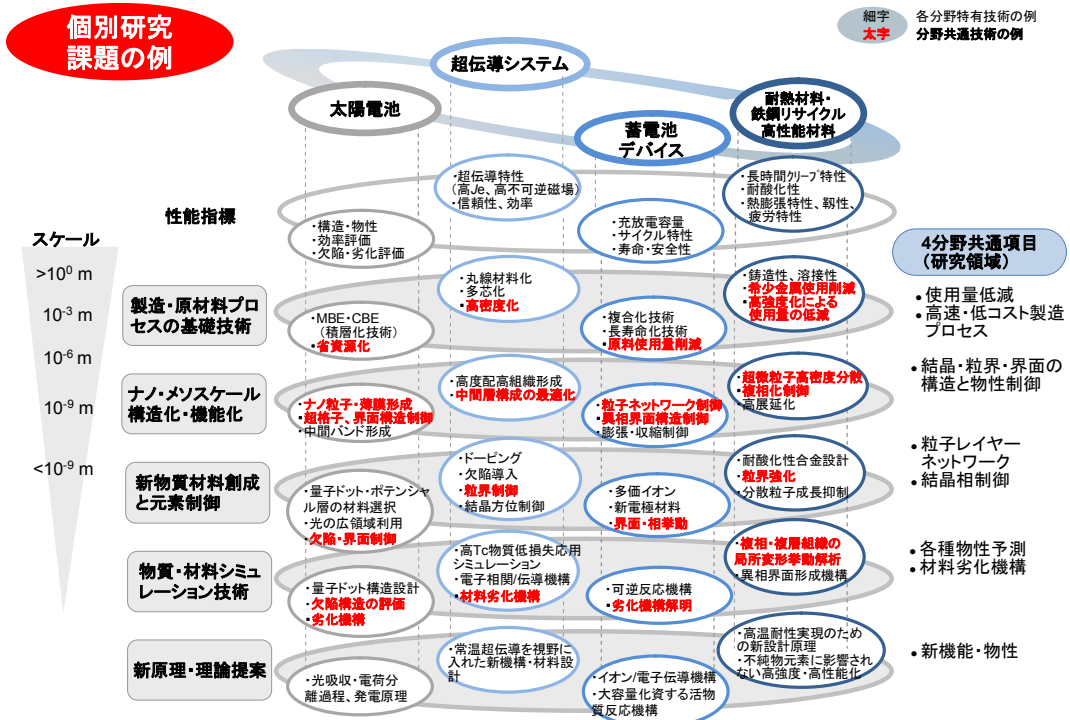 個別研究
課題の例
細字 各分野特有技術の例
太字 分野共通技術の例
超伝導システム
太陽電池
蓄電池
デバイス
耐熱材料・
鉄鋼リサイクル
高性能材料
性能指標
・構造・物性
・効率評価
・欠陥・劣化評価
・超伝導特性
(高Je、高不可逆磁場)
・信頼性、効率
・充放電容量
・サイクル特性
・寿命・安全性
・長時間クリープ特性
・耐酸化性
・熱膨張特性、靭性、
疲労特性
スケール
>10⁰ m
10⁻³ m
10⁻⁶ m
10⁻⁹ m
<10⁻⁹ m
4分野共通項目
(研究領域)
製造・原材料プロ
セスの基礎技術
・MBE・CBE
(積層化技術)
・省資源化
・丸線材料化
・多芯化
・高密度化
・複合化技術
・長寿命化技術
・原料使用量削減
・鋳造性、溶接性
・希少金属使用削減
・高強度化による
使用量の低減
• 使用量低減
• 高速・低コスト製造
プロセス
ナノ・メソスケール
構造化・機能化
・ナノ粒子・薄膜形成
・超格子、界面構造制御
・中間バンド形成
・高度配高組織形成
・中間層構成の最適化
・粒子ネットワーク制御
・異相界面構造制御
・膨張・収縮制御
・超微粒子高密度分散
・複相化制御
・高展延化
• 結晶・粒界・界面の
構造と物性制御
新物質材料創成
と元素制御
・量子ドット・ポテンシャ
ル層の材料選択
・光の広領域利用
・欠陥・界面制御
・ドーピング
・欠陥導入
・粒界制御
・結晶方位制御
・多価イオン
・新電極材料
・界面・相挙動
・耐酸化性合金設計
・粒界強化
・分散粒子成長抑制
• 粒子レイヤー
ネットワーク
• 結晶相制御
物質・材料シミュ
レーション技術
・量子ドット構造設計
・欠陥構造の評価
・劣化機構
・高Tc物質低損失応用
シミュレーション
・電子相関/伝導機構
・材料劣化機構
・可逆反応機構
・劣化機構解明
・複相・複層組織の
局所変形挙動解析
・異相界面形成機構
• 各種物性予測
• 材料劣化機構
新原理・理論提案
・光吸収・電荷分
離過程、発電原理
・常温超伝導を視野に
入れた新機構・材料設
計
・イオン/電子伝導機構
・大容量化資する活物
質反応機構
・高温耐性実現のため
の新設計原理
・不純物元素に影響され
ない高強度・高性能化
• 新機能・物性